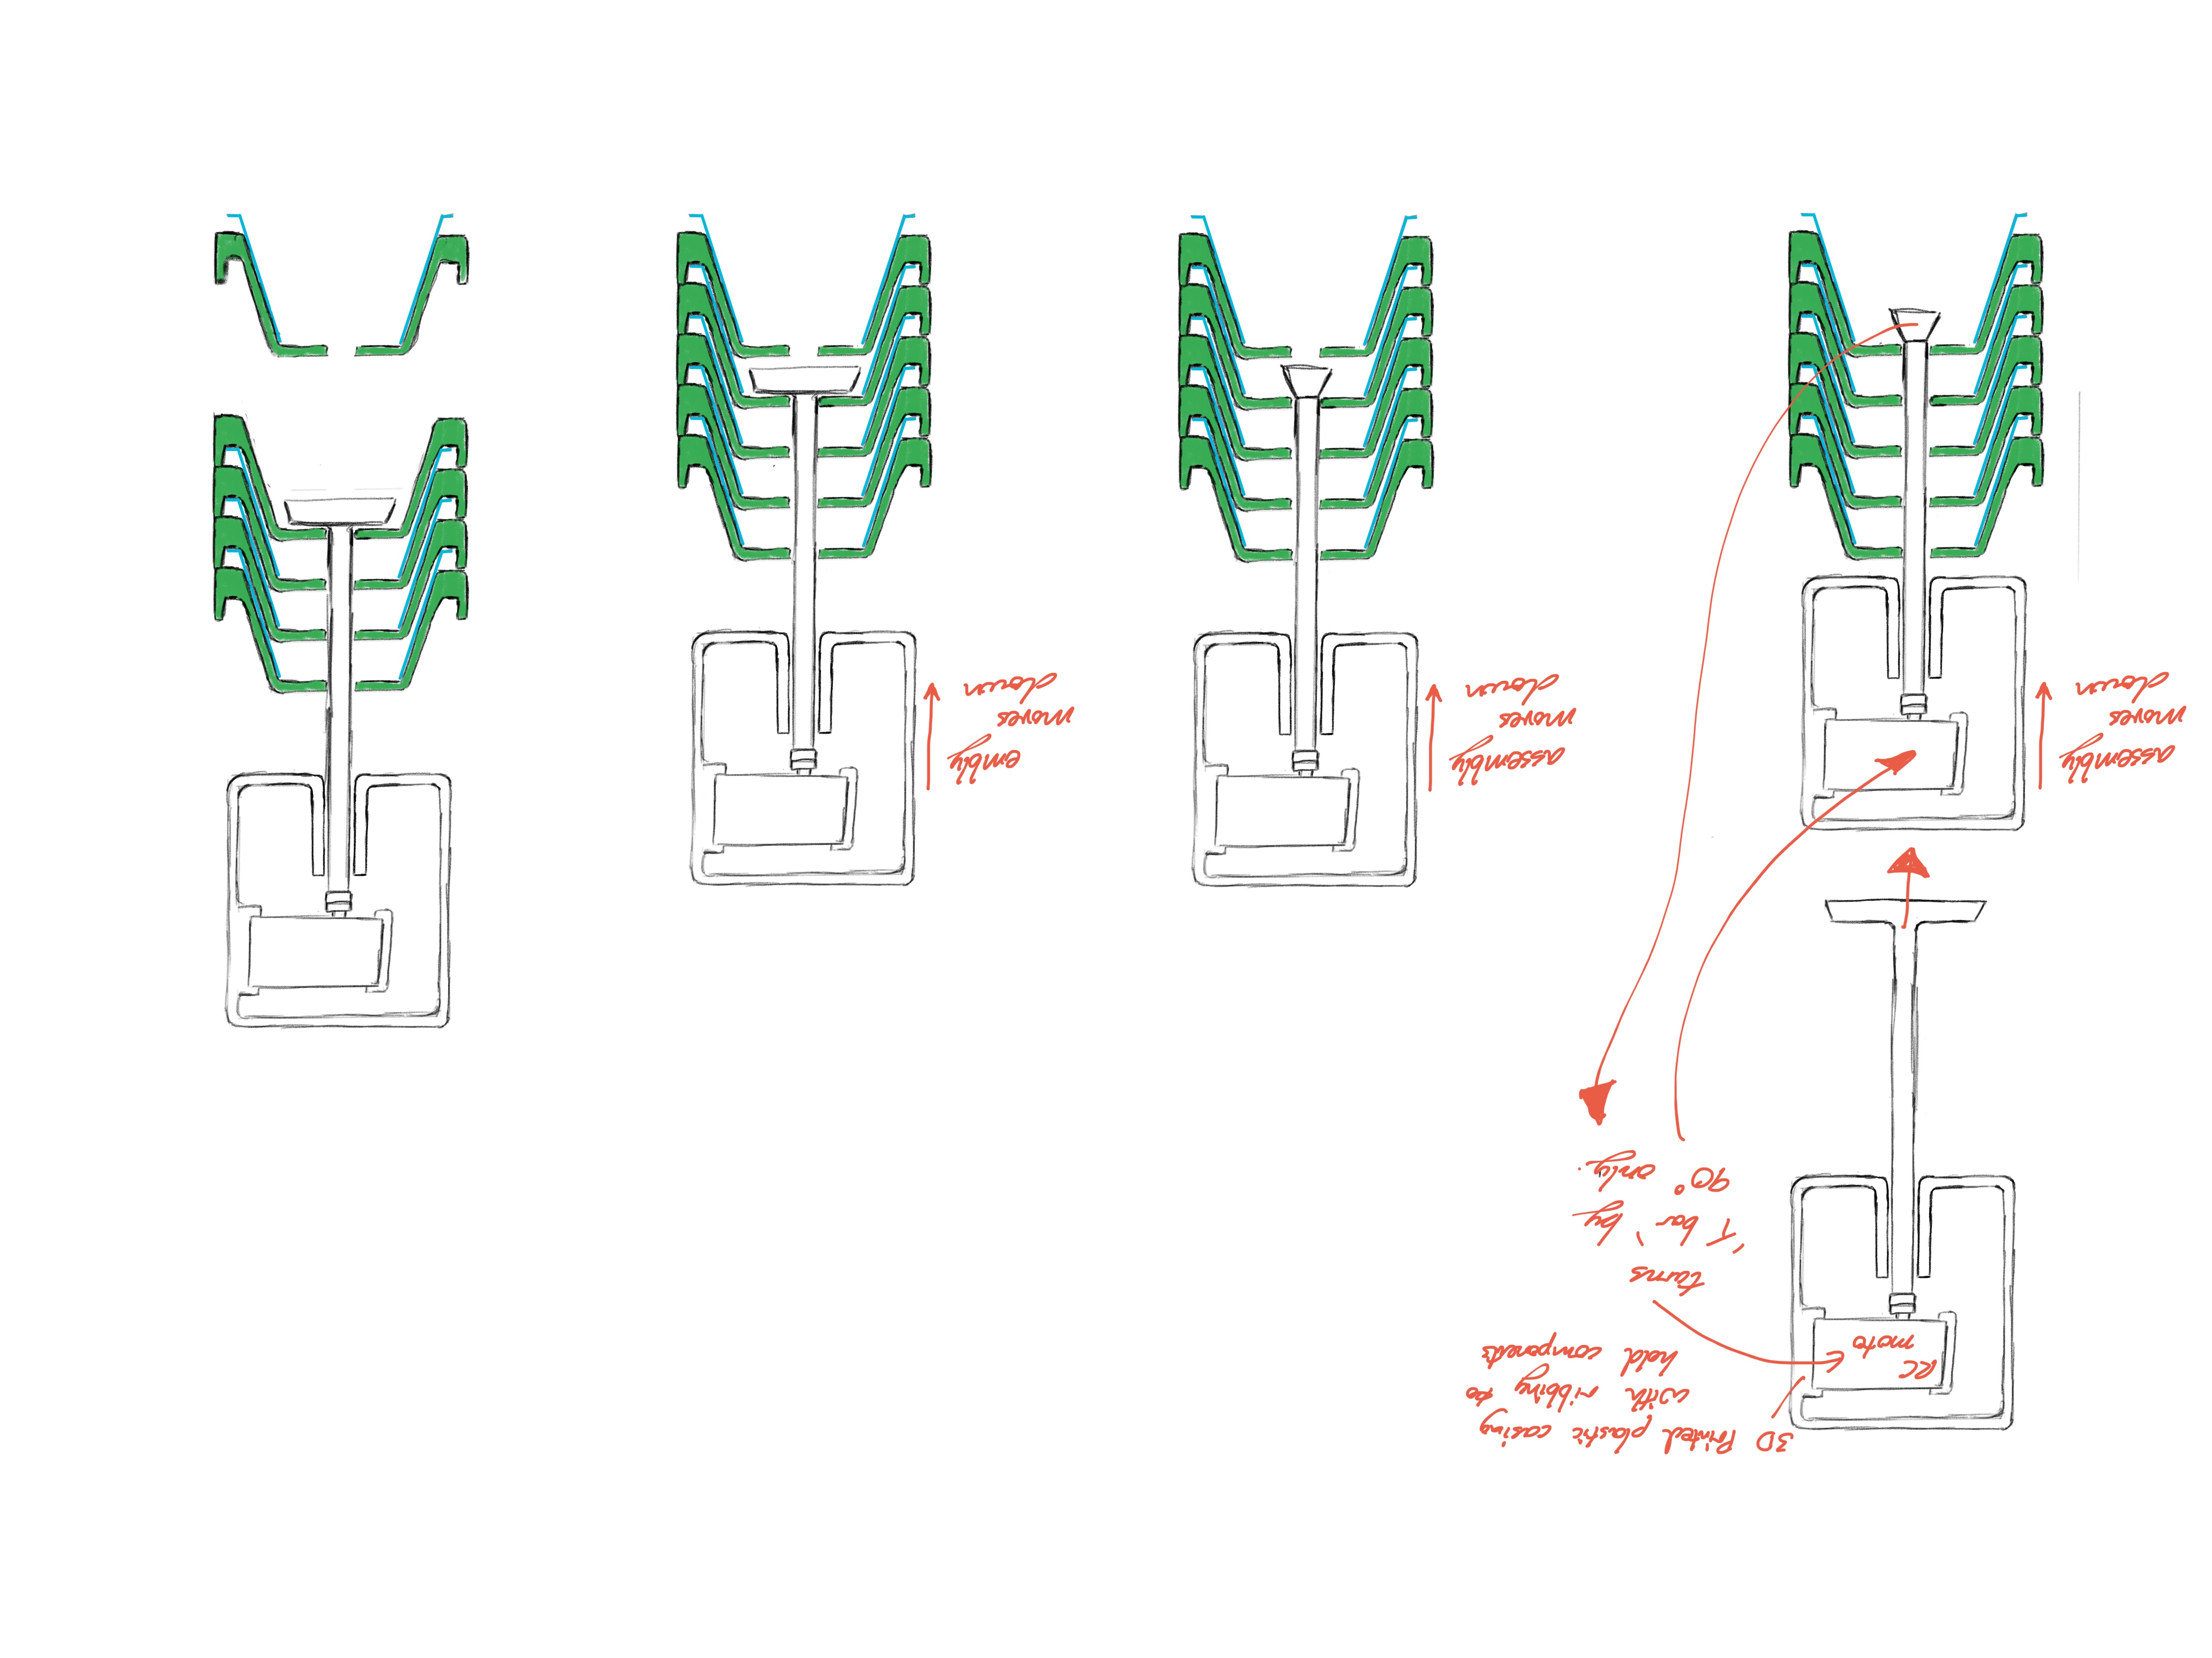 3D Printed plastic casing
with ribbing to
hold components
RC
moto
turns
'T bar' by
90° only.
assembly
moves
down
assembly
moves
down
embly
moves
down